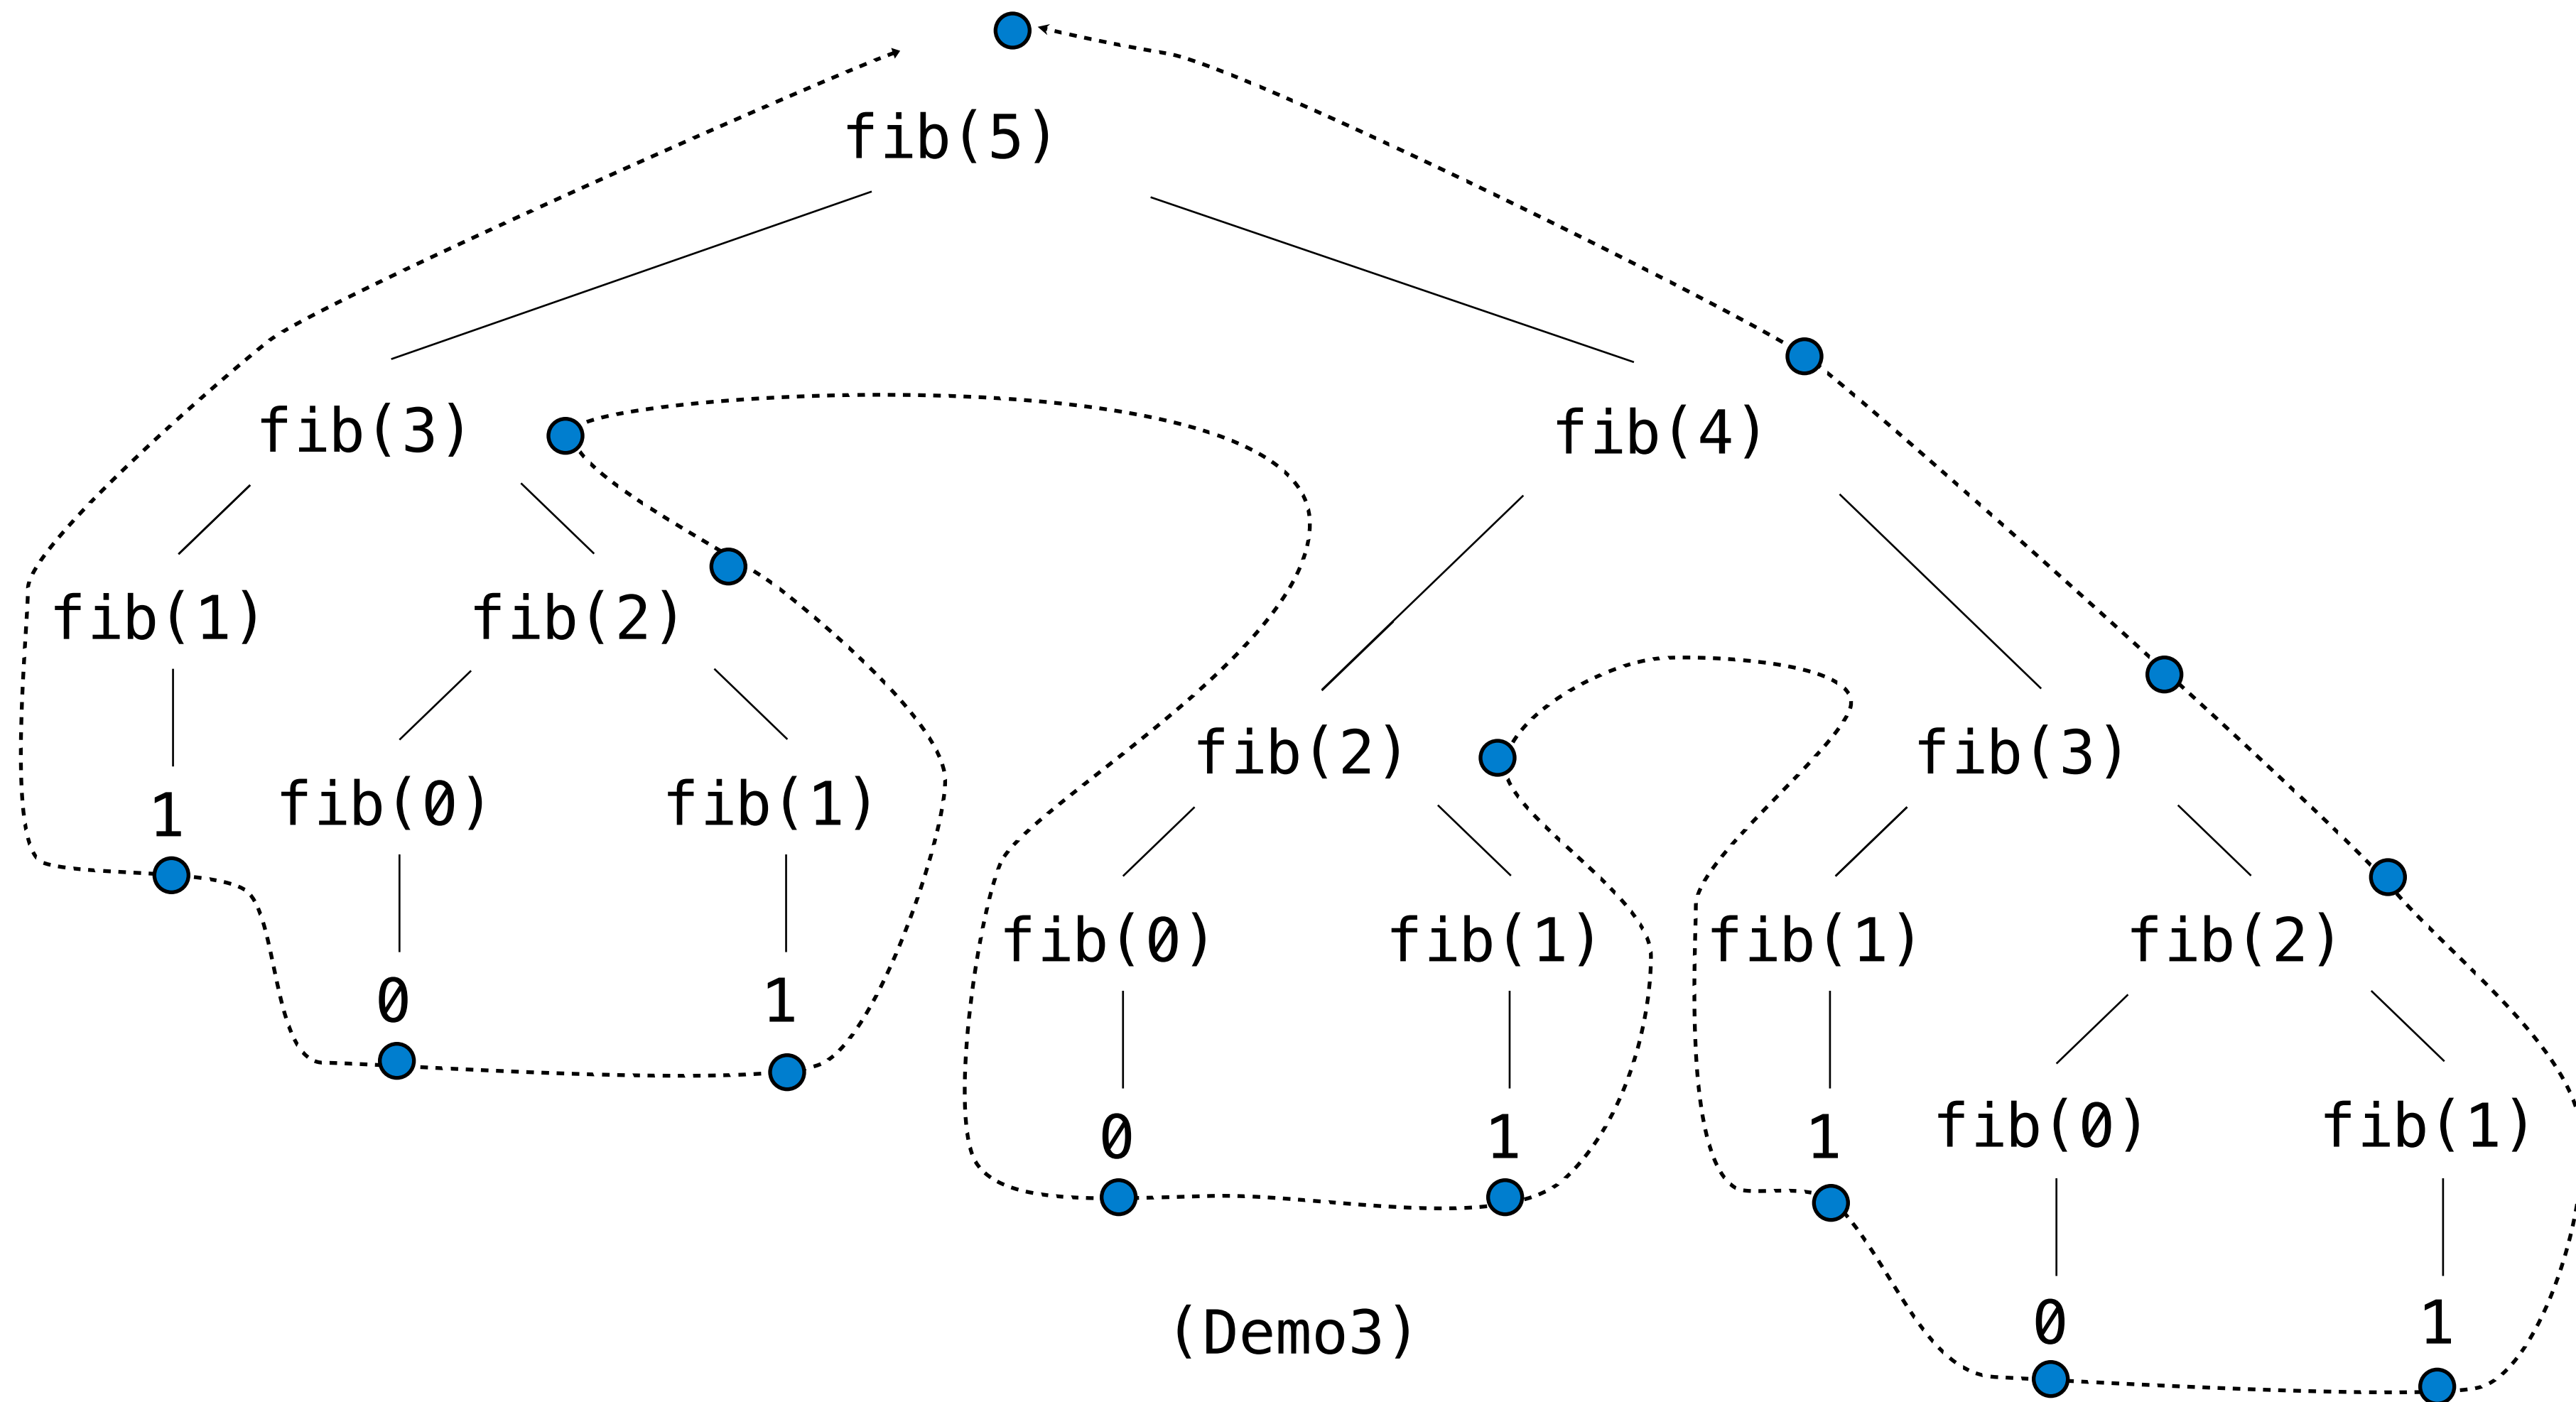 fib(5)
fib(3) fib(4)
fib(1) fib(2)
fib(2) fib(3)
1 fib(0) fib(1)
fib(0) fib(1) fib(1) fib(2)
0 1
0 1 1 fib(0) fib(1)
(Demo3) 0 1